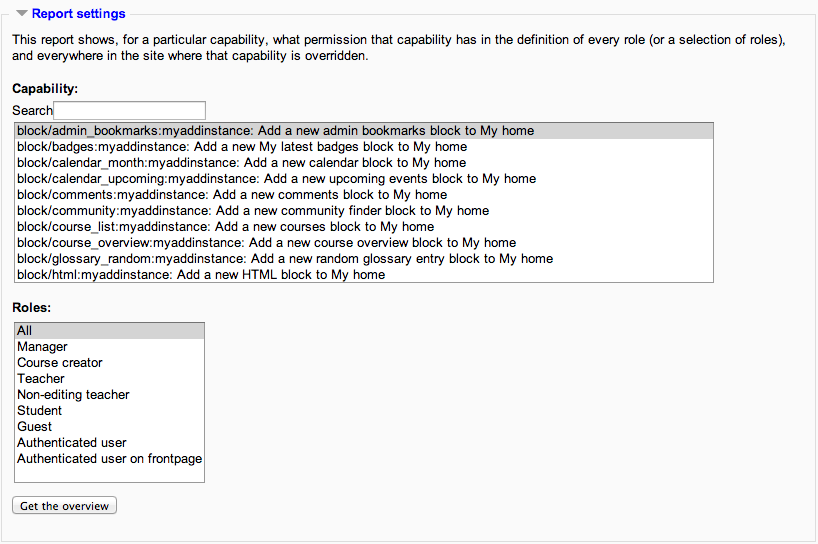 Report settings
This report shows, for a particular capability, what permission that capability has in the definition of every role (or a selection of roles),
and everywhere in the site where that capability is overridden.
Capability:
Search
block/admin_bookmarks:myaddinstance: Add a new admin bookmarks block to My home
block/badges:myaddinstance: Add a new My latest badges block to My home
block/calendar_month:myaddinstance: Add a new calendar block to My home
block/calendar_upcoming:myaddinstance: Add a new upcoming events block to My home
block/comments:myaddinstance: Add a new comments block to My home
block/community:myaddinstance: Add a new community finder block to My home
block/course_list:myaddinstance: Add a new courses block to My home
block/course_overview:myaddinstance: Add a new course overview block to My home
block/glossary_random:myaddinstance: Add a new random glossary entry block to My home
block/html:myaddinstance: Add a new HTML block to My home
Roles:
All
Manager
Course creator
Teacher
Non-editing teacher
Student
Guest
Authenticated user
Authenticated user on frontpage
Get the overview